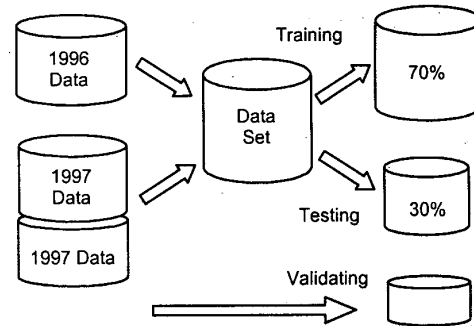 1996
Data
1997
Data
1997 Data
Data
Set
Training
70%
Testing
30%
Validating